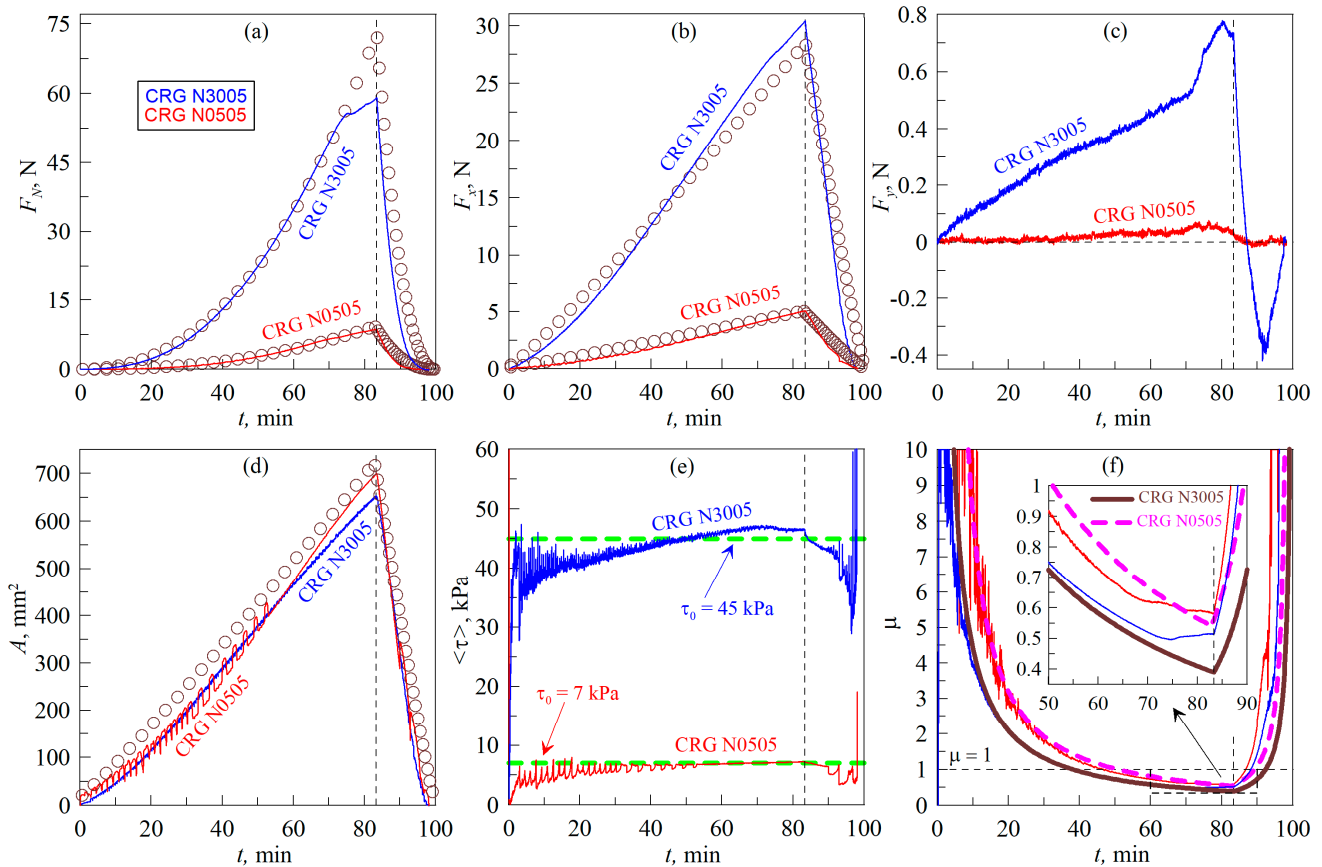 (a)
75
60
45
30
15
0
F_N, N
CRG N3005
CRG N0505
CRG N3005
CRG N0505
0 20 40 60 80 100
t, min
(b)
30
25
20
15
10
5
0
F_x, N
CRG N3005
CRG N0505
0 20 40 60 80 100
t, min
(c)
0.8
0.6
0.4
0.2
0
-0.2
-0.4
F_y, N
CRG N3005
CRG N0505
0 20 40 60 80 100
t, min
(d)
700
600
500
400
300
200
100
0
A, mm²
CRG N3005
CRG N0505
0 20 40 60 80 100
t, min
(e)
60
50
40
30
20
10
0
<τ>, kPa
CRG N3005
τ₀ = 45 kPa
τ₀ = 7 kPa
CRG N0505
0 20 40 60 80 100
t, min
(f)
10
9
8
7
6
5
4
3
2
1
0
μ
CRG N3005
CRG N0505
1
0.9
0.8
0.7
0.6
0.5
0.4
50 60 70 80 90
μ = 1
0 20 40 60 80 100
t, min